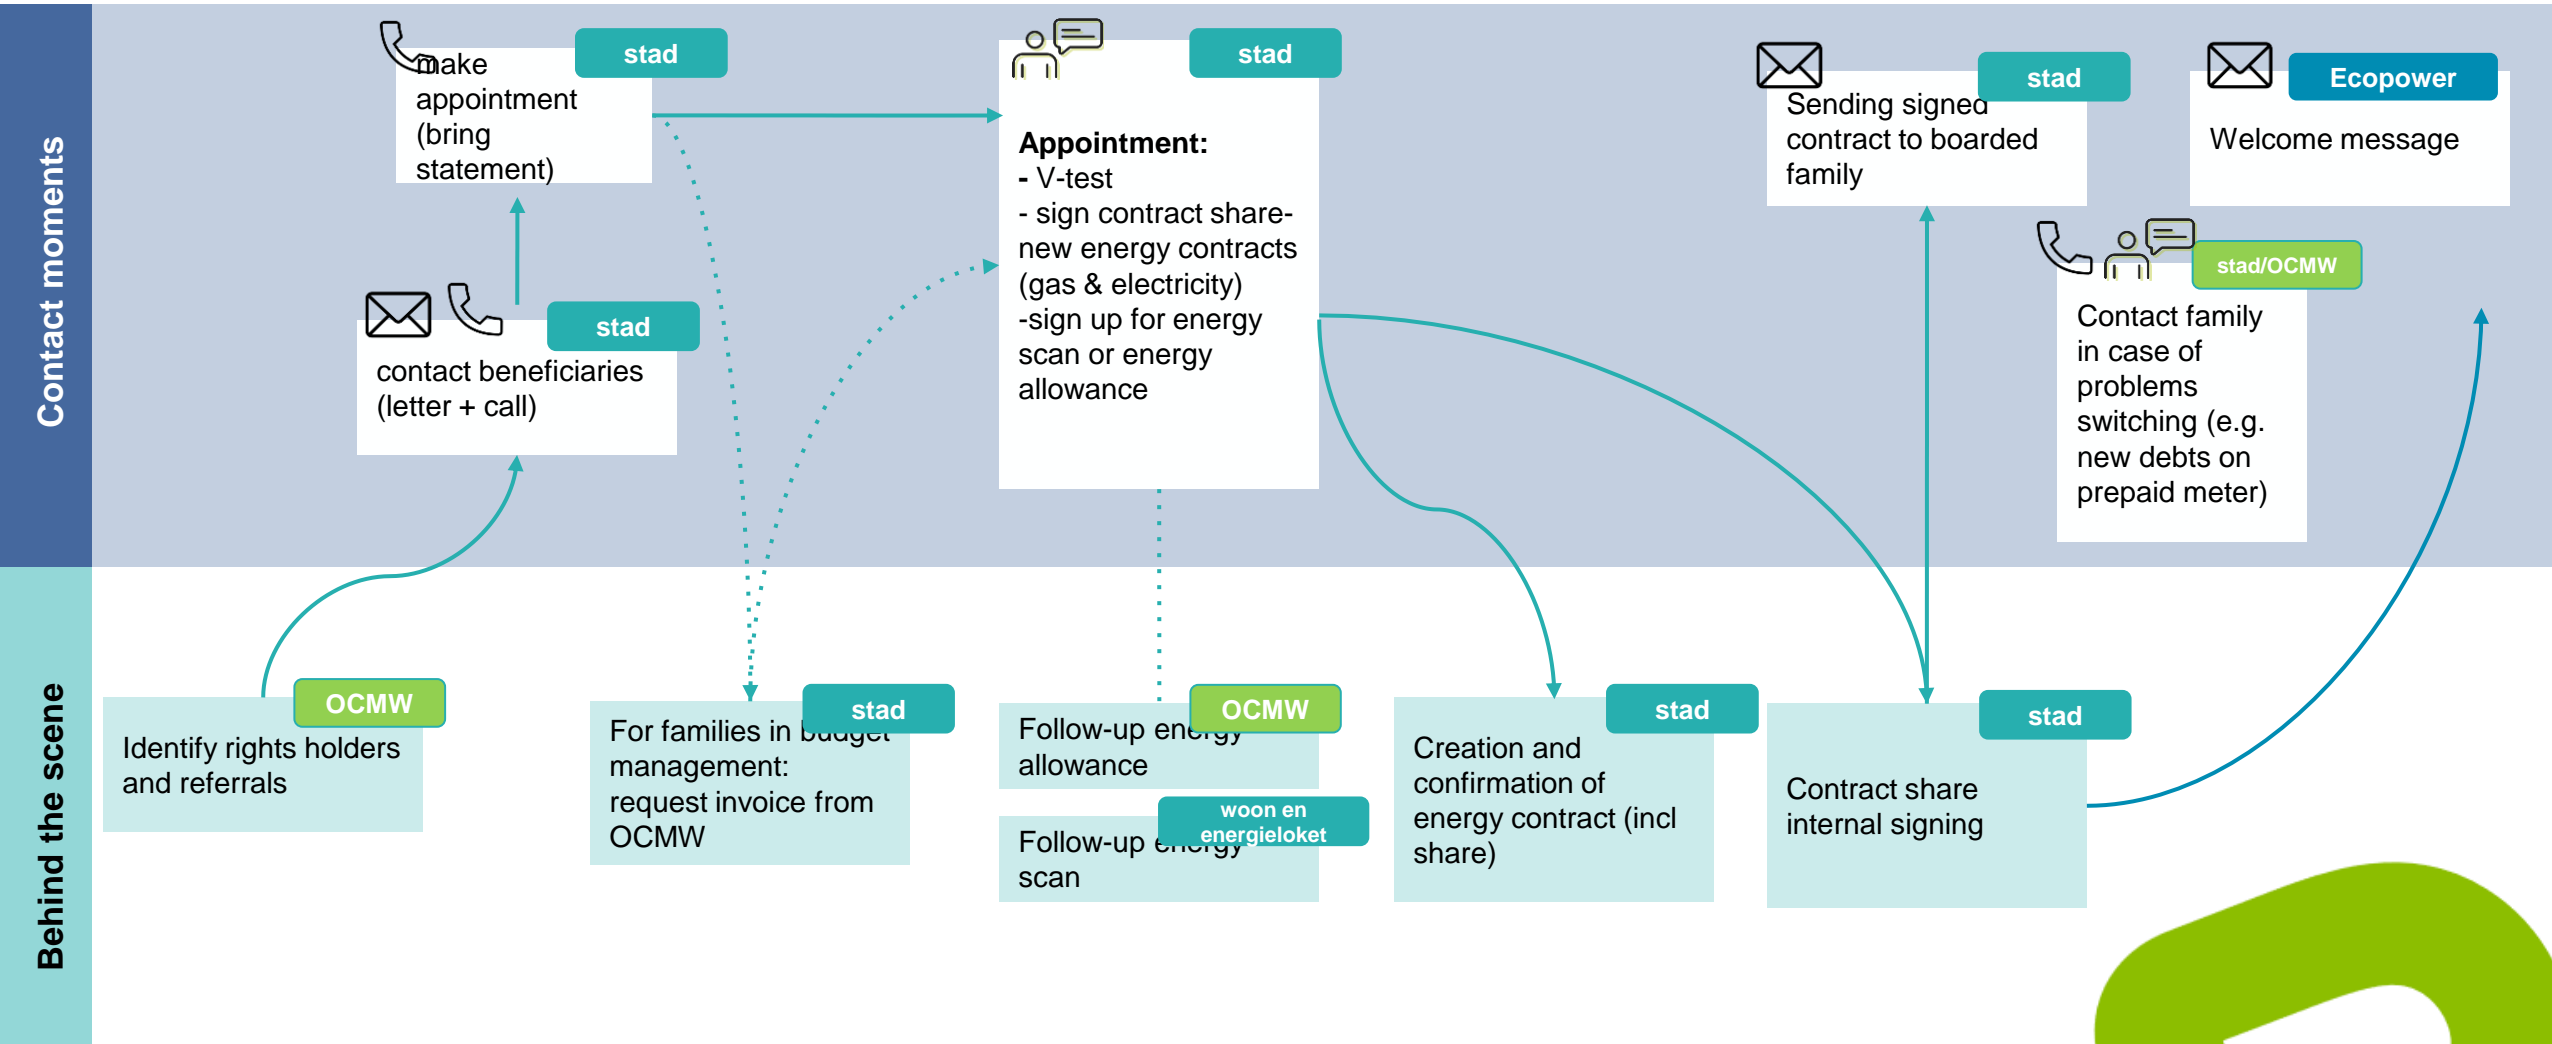 Contact moments
make
appointment
(bring
statement)
stad
contact beneficiaries
(letter + call)
stad
stad
Appointment:
- V-test
- sign contract share-
new energy contracts
(gas & electricity)
-sign up for energy
scan or energy
allowance
stad
Sending signed
contract to boarded
family
Ecopower
Welcome message
stad/OCMW
Contact family
in case of
problems
switching (e.g.
new debts on
prepaid meter)
Behind the scene
OCMW
Identify rights holders
and referrals
stad
For families in budget
management:
request invoice from
OCMW
OCMW
Follow-up energy
allowance
woon en
energieloket
Follow-up energy
scan
stad
Creation and
confirmation of
energy contract (incl
share)
stad
Contract share
internal signing